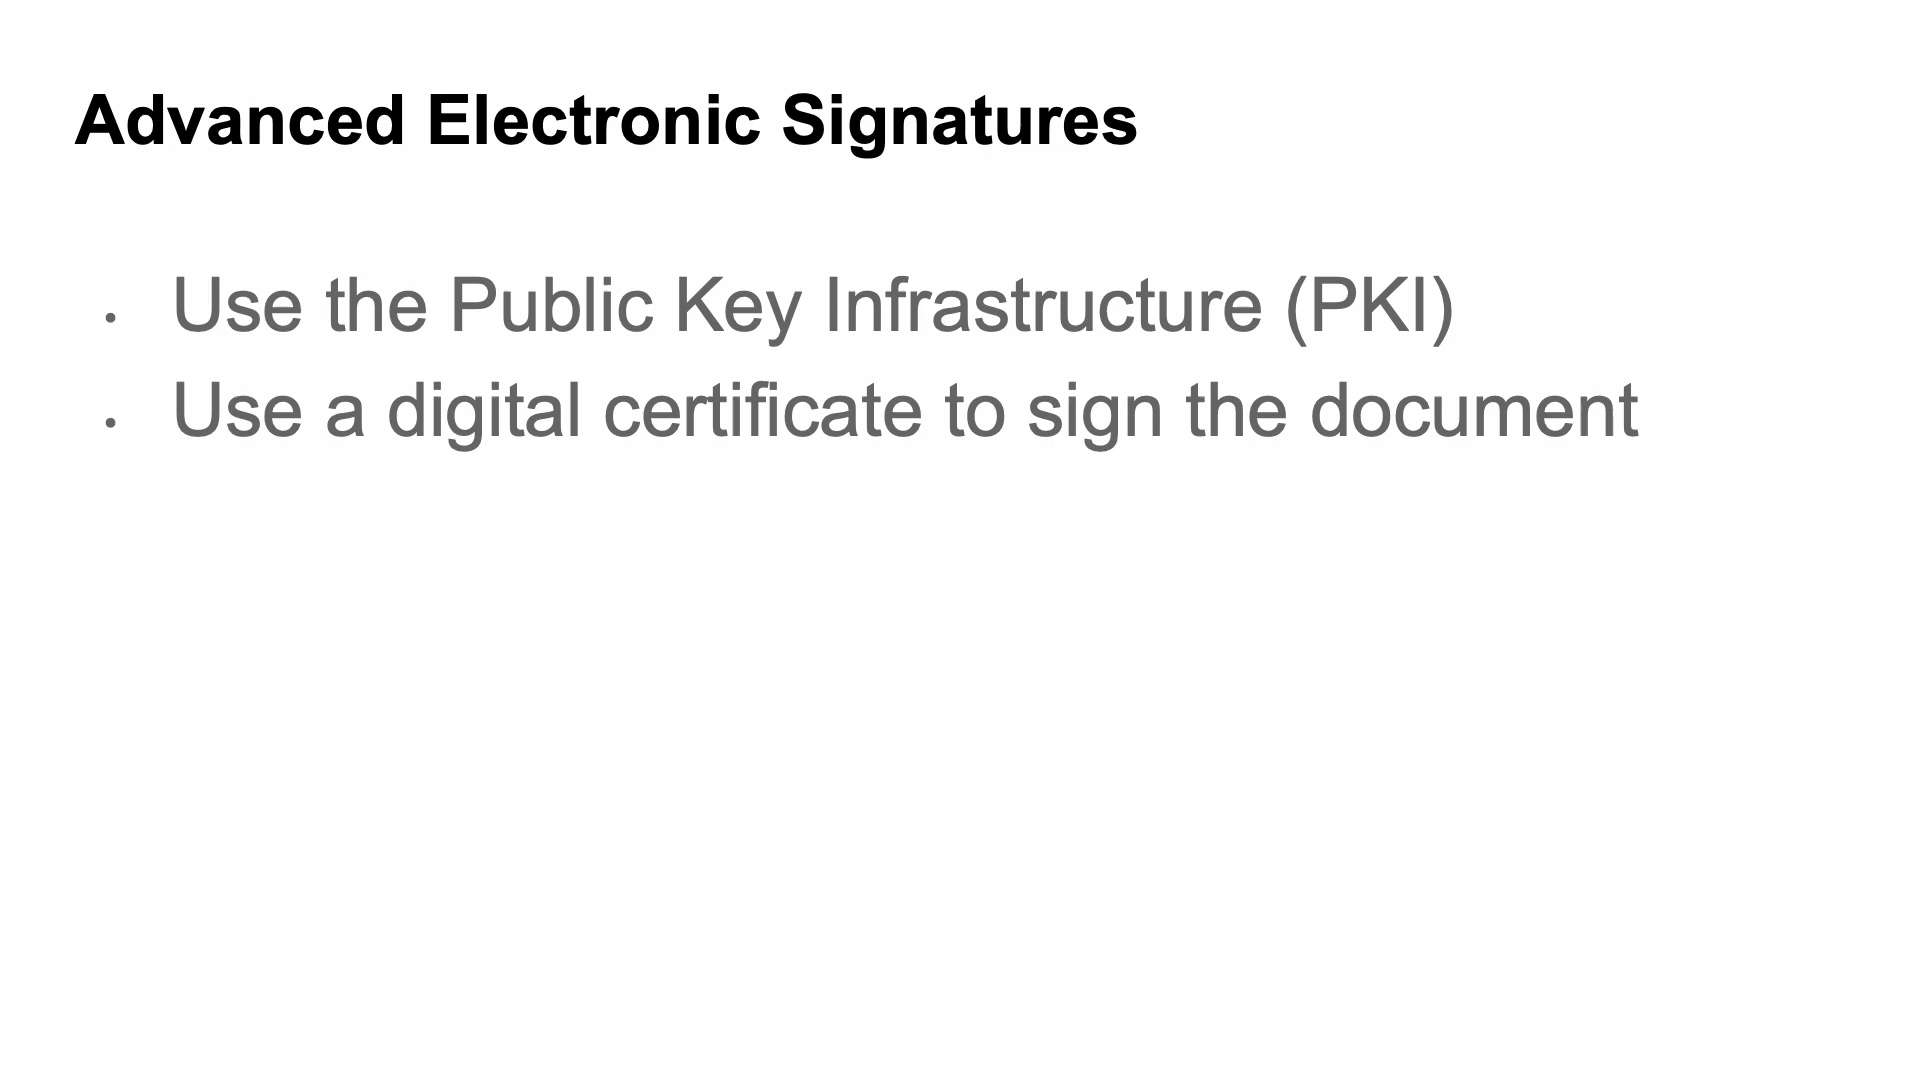 Advanced Electronic Signatures
• Use the Public Key Infrastructure (PKI)
• Use a digital certificate to sign the document